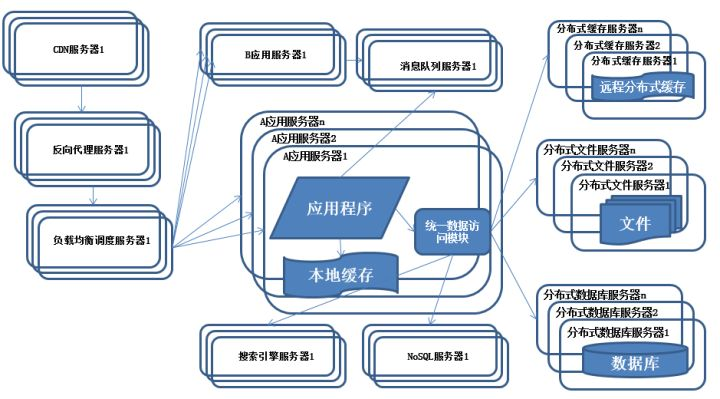 CDN服务器1
反向代理服务器1
负载均衡调度服务器1
B应用服务器1
消息队列服务器1
A应用服务器n
A应用服务器2
A应用服务器1
应用程序
统一数据访
问模块
本地缓存
搜索引擎服务器1
NoSQL服务器1
分布式缓存服务器n
分布式缓存服务器2
分布式缓存服务器1
远程分布式缓存
分布式文件服务器n
分布式文件服务器2
分布式文件服务器1
文件
分布式数据库服务器n
分布式数据库服务器2
分布式数据库服务器1
数据库